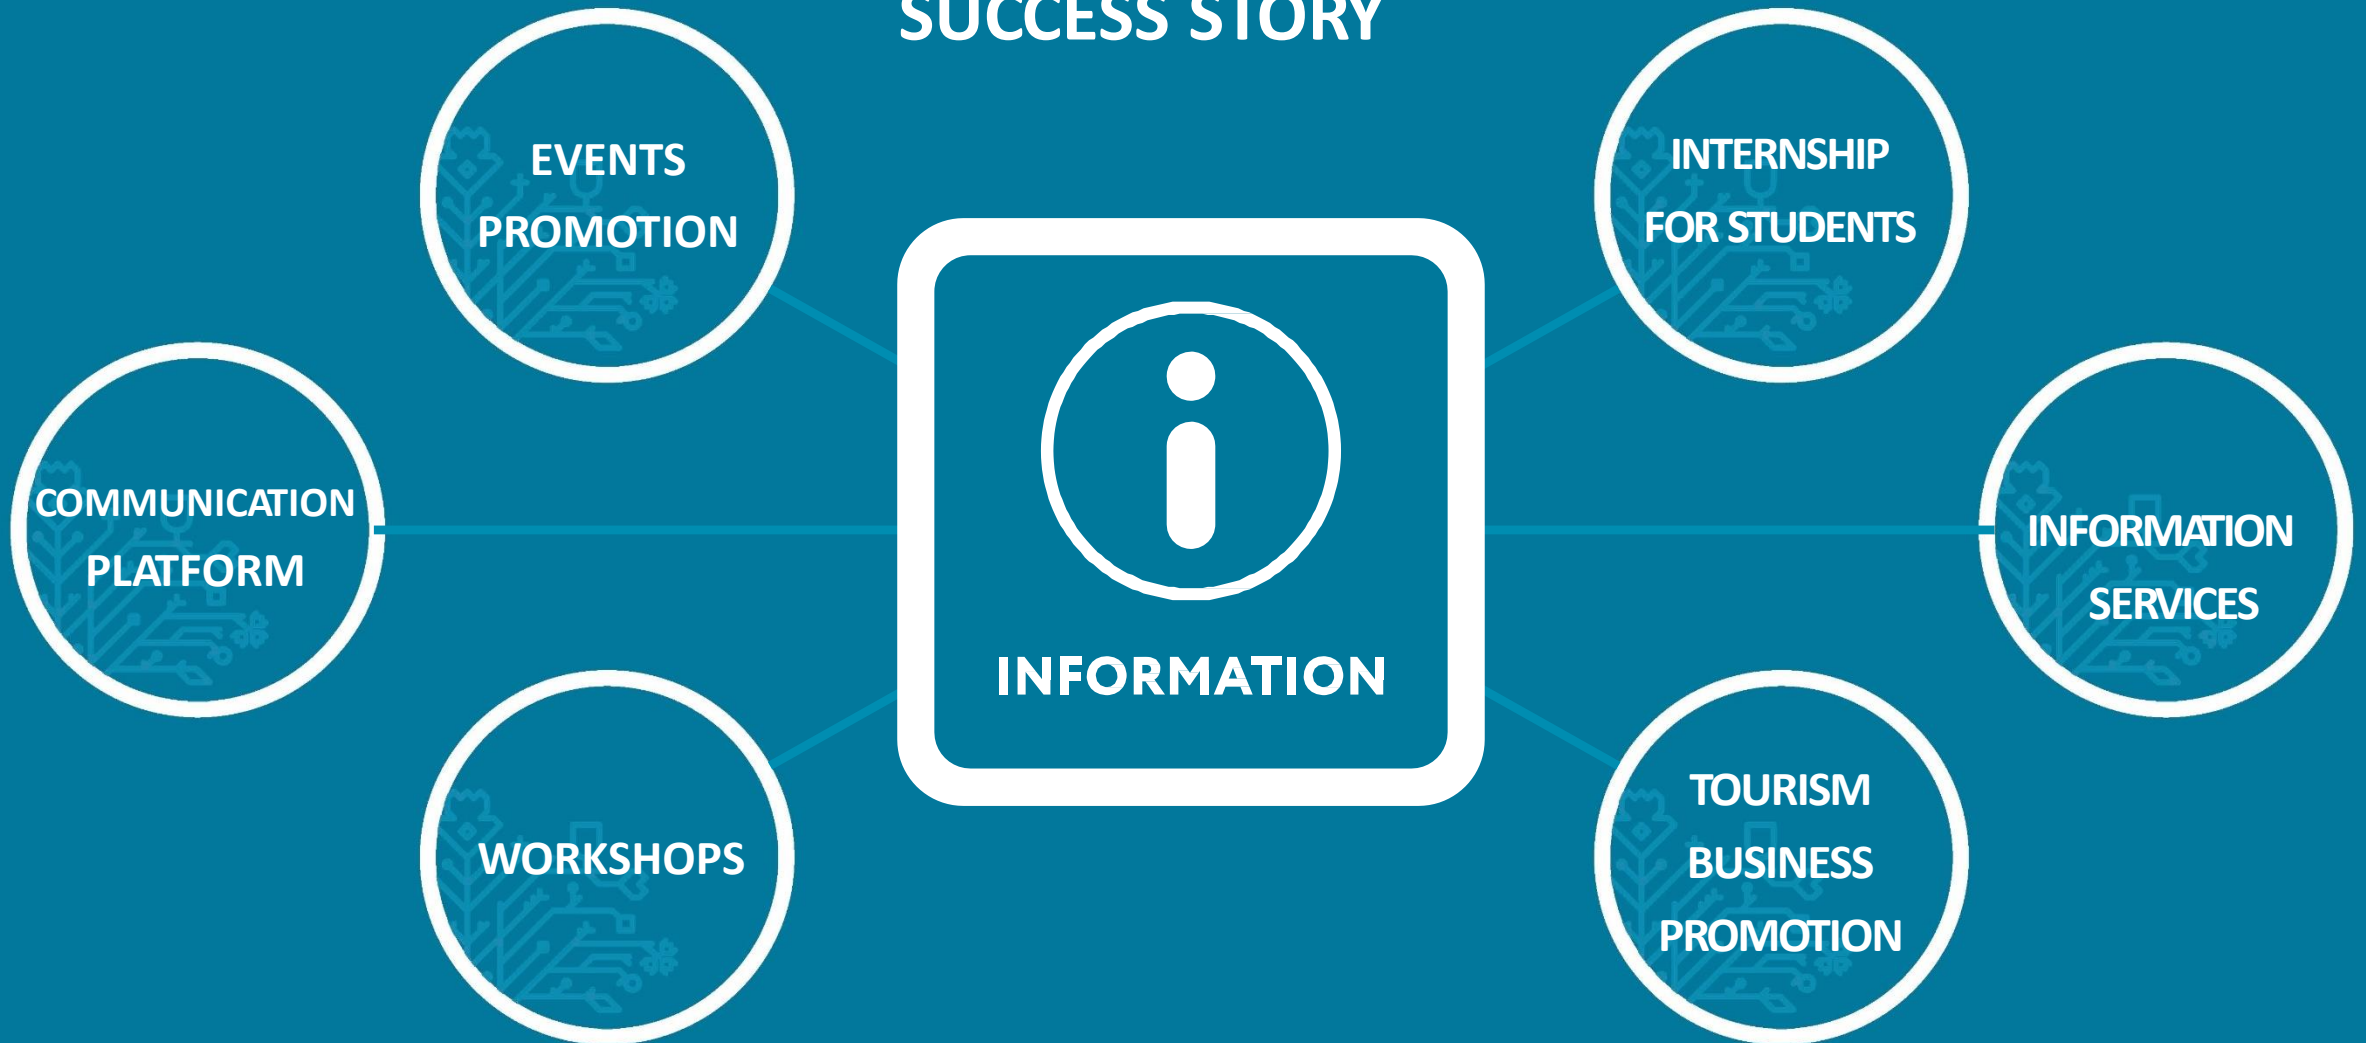 SUCCESS STORY
EVENTS
PROMOTION
INTERNSHIP
FOR STUDENTS
COMMUNICATION
PLATFORM
INFORMATION
INFORMATION
SERVICES
WORKSHOPS
TOURISM
BUSINESS
PROMOTION